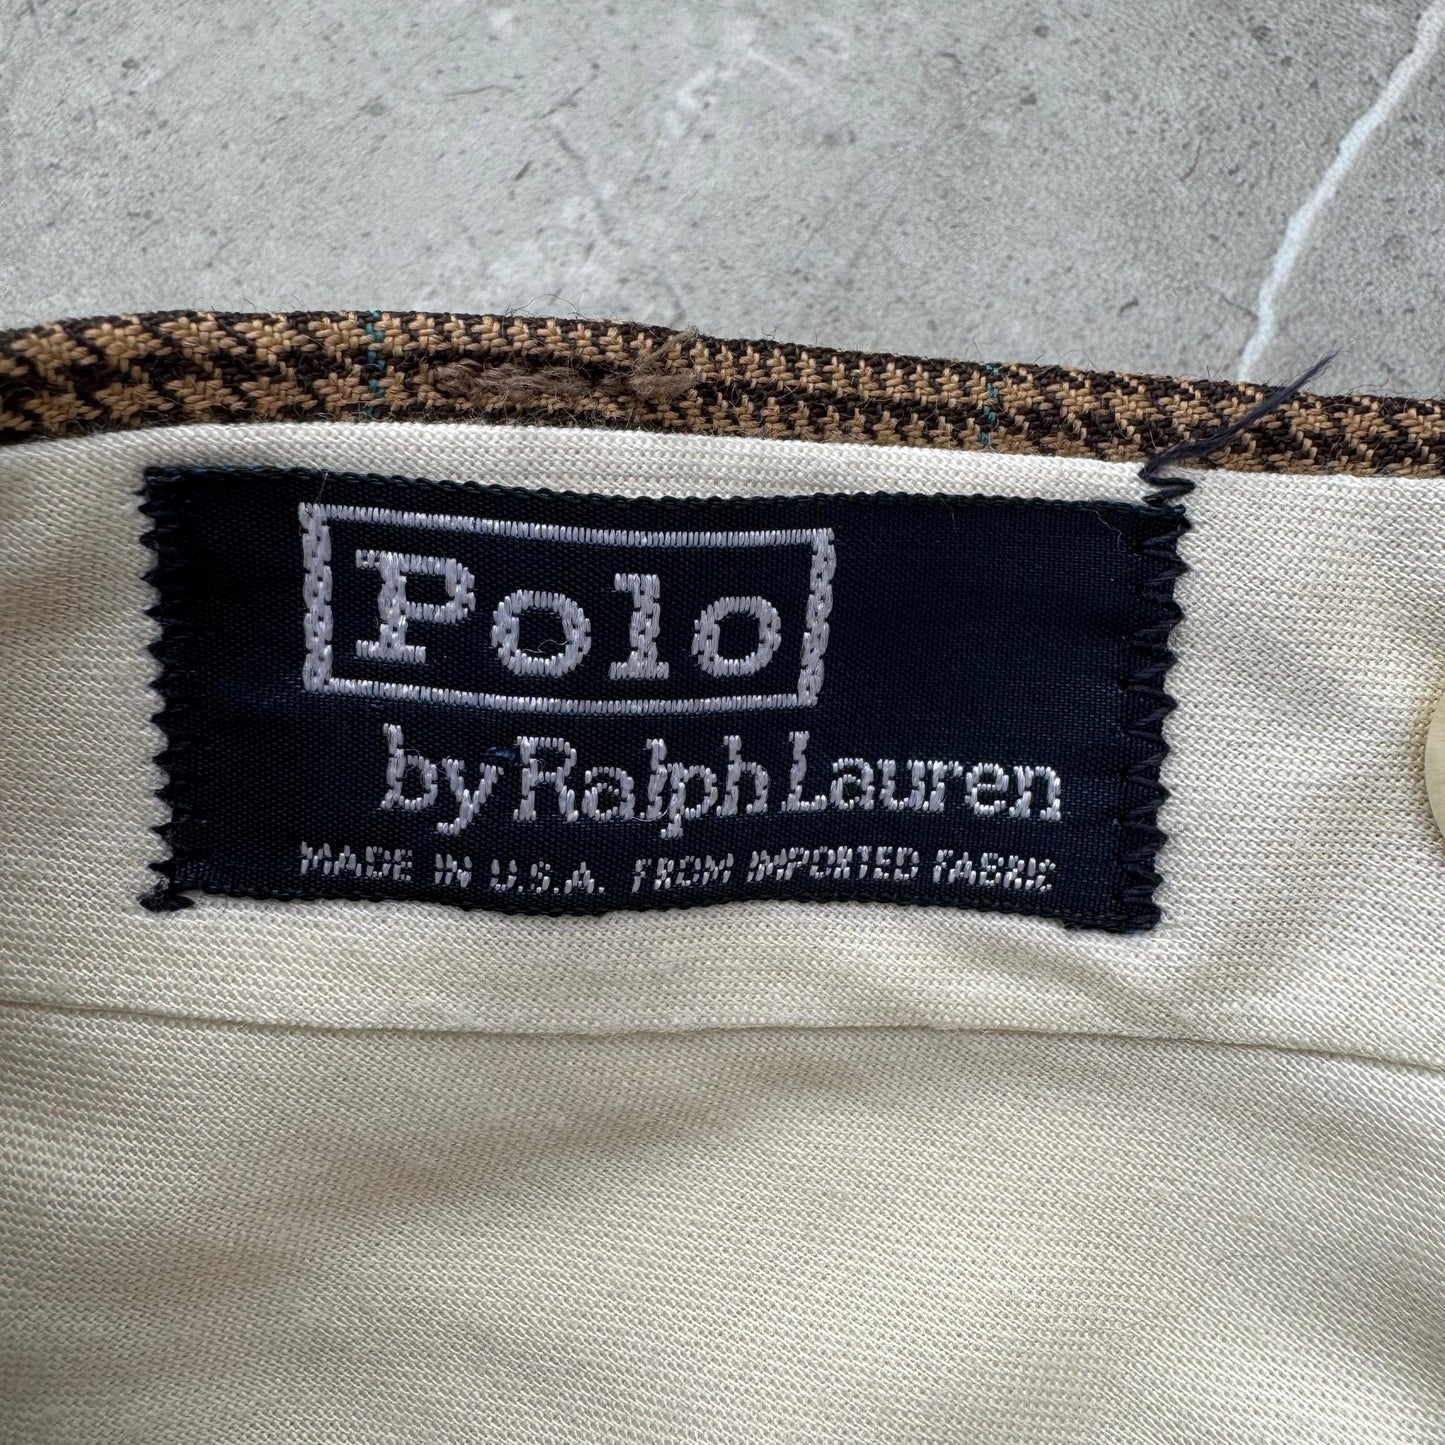 Polo
by Ralph Lauren
MADE IN U.S.A. FROM IMPORTED FABRIC